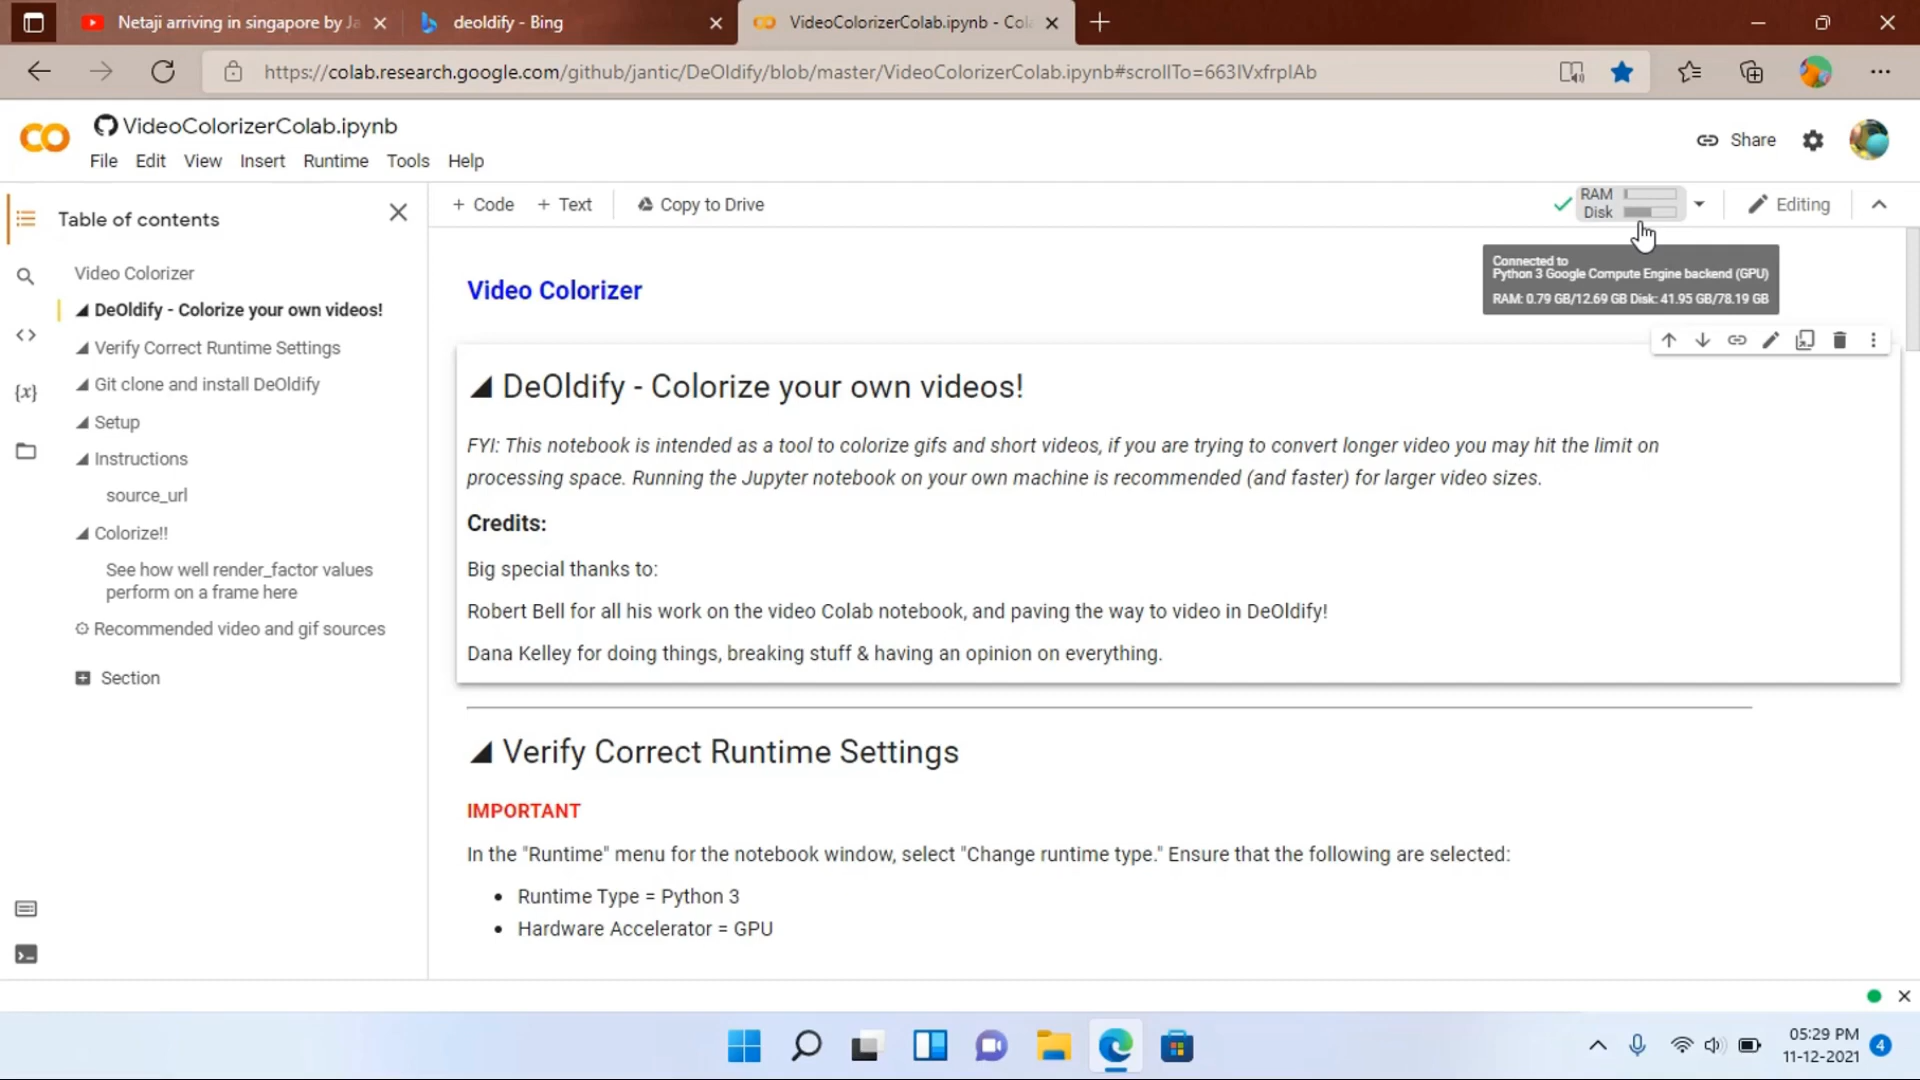 Netaji arriving in singapore by Ja
deoldify - Bing
VideoColorizerColab.ipynb - Col
https://colab.research.google.com/github/jantic/DeOldify/blob/master/VideoColorizerColab.ipynb#scrollTo=663IVxfrpIAb
VideoColorizerColab.ipynb
File Edit View Insert Runtime Tools Help
Share
+ Code + Text Copy to Drive
RAM
Disk
Editing
Connected to
Python 3 Google Compute Engine backend (GPU)
RAM: 0.79 GB/12.69 GB Disk: 41.95 GB/78.19 GB
Table of contents
Video Colorizer
◢ DeOldify - Colorize your own videos!
◢ Verify Correct Runtime Settings
◢ Git clone and install DeOldify
◢ Setup
◢ Instructions
source_url
◢ Colorize!!
See how well render_factor values
perform on a frame here
⚙ Recommended video and gif sources
Section
{x}
Video Colorizer
◢ DeOldify - Colorize your own videos!
FYI: This notebook is intended as a tool to colorize gifs and short videos, if you are trying to convert longer video you may hit the limit on
processing space. Running the Jupyter notebook on your own machine is recommended (and faster) for larger video sizes.
Credits:
Big special thanks to:
Robert Bell for all his work on the video Colab notebook, and paving the way to video in DeOldify!
Dana Kelley for doing things, breaking stuff & having an opinion on everything.
◢ Verify Correct Runtime Settings
IMPORTANT
In the "Runtime" menu for the notebook window, select "Change runtime type." Ensure that the following are selected:
• Runtime Type = Python 3
• Hardware Accelerator = GPU
05:29 PM
11-12-2021
4